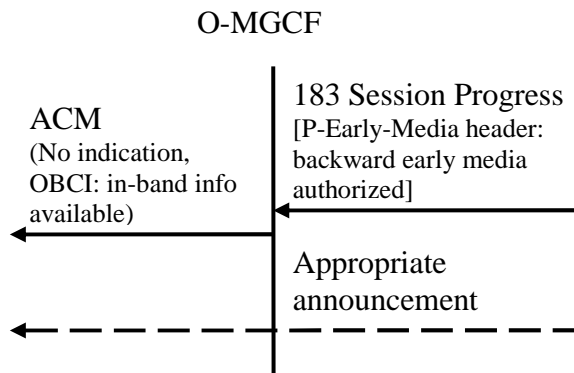 O-MGCF
ACM
(No indication,
OBCI: in-band info
available)
183 Session Progress
[P-Early-Media header:
backward early media
authorized]
Appropriate
announcement